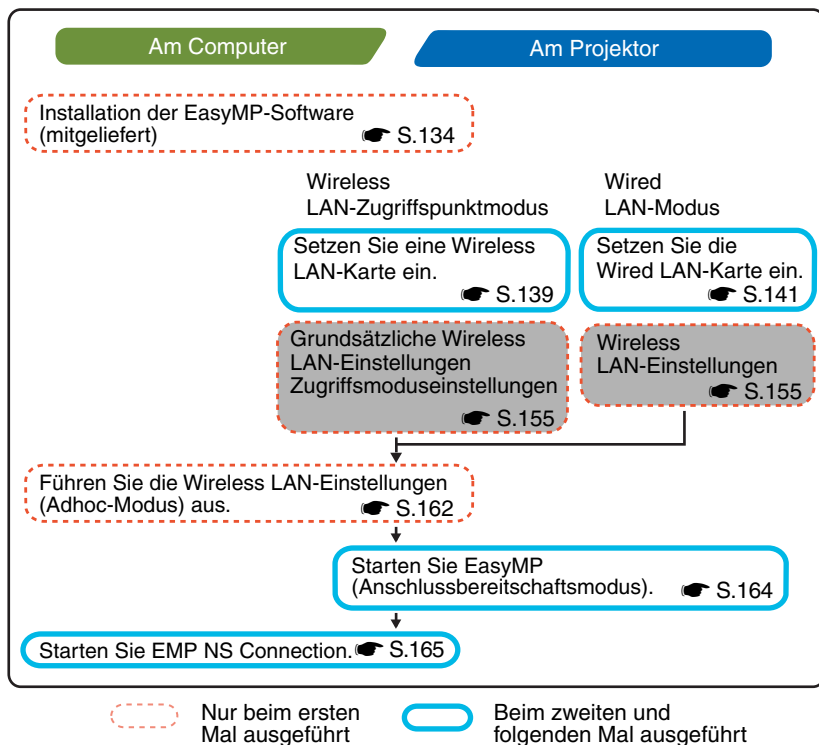 Am Computer
Am Projektor
Installation der EasyMP-Software
(mitgeliefert) S.134
Wireless
LAN-Zugriffspunktmodus
Wired
LAN-Modus
Setzen Sie eine Wireless
LAN-Karte ein.
S.139
Setzen Sie die
Wired LAN-Karte ein.
S.141
Grundsätzliche Wireless
LAN-Einstellungen
Zugriffsmoduseinstellungen
S.155
Wireless
LAN-Einstellungen
S.155
Führen Sie die Wireless LAN-Einstellungen
(Adhoc-Modus) aus. S.162
Starten Sie EasyMP
(Anschlussbereitschaftsmodus). S.164
Starten Sie EMP NS Connection. S.165
Nur beim ersten
Mal ausgeführt
Beim zweiten und
folgenden Mal ausgeführt